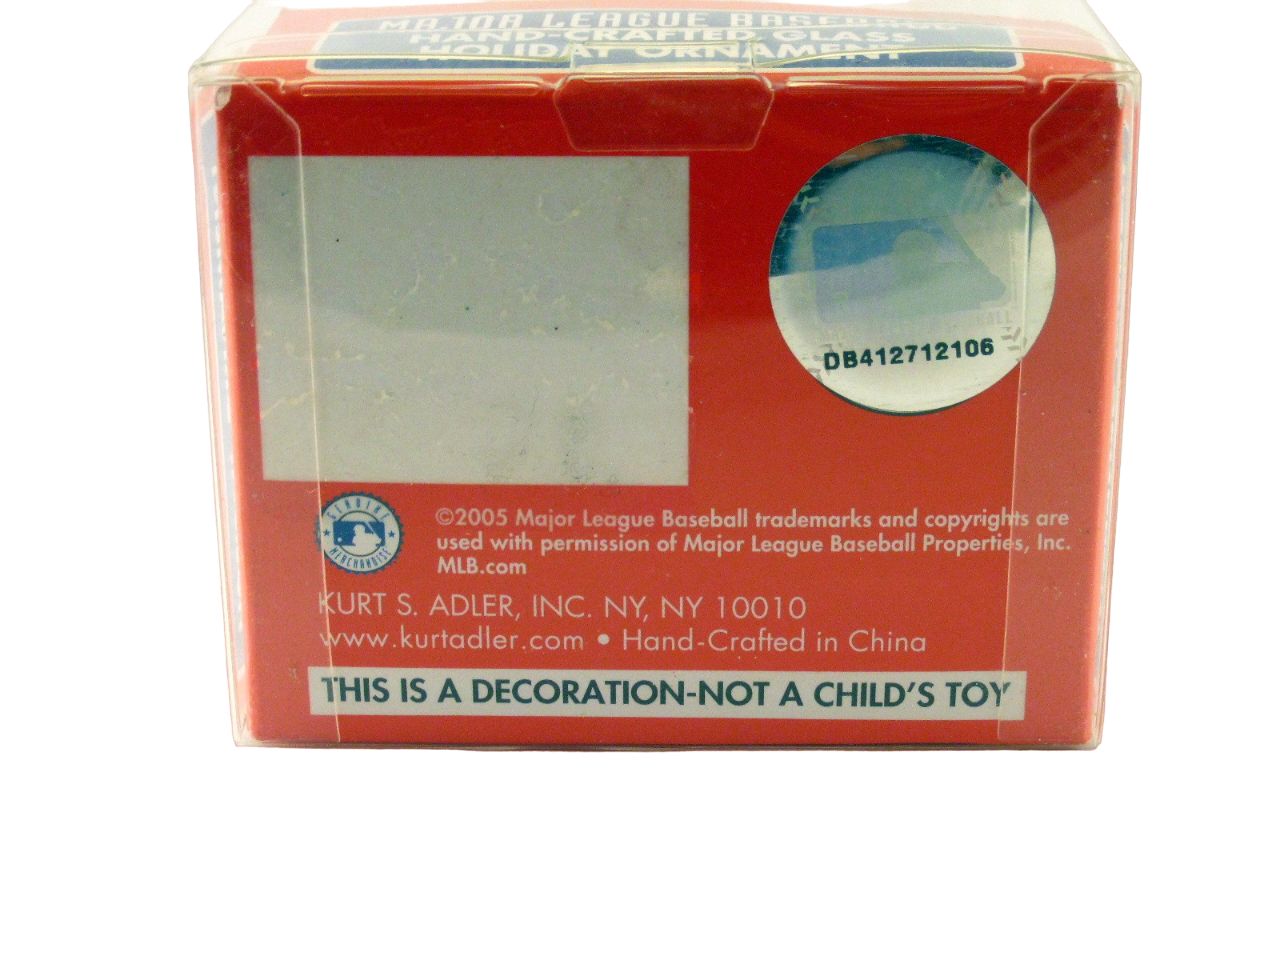 MAJOR LEAGUE BASEBALL
HAND-CRAFTED GLASS
HOLIDAY ORNAMENT
DB412712106
GENUINE
MERCHANDISE
©2005 Major League Baseball trademarks and copyrights are
used with permission of Major League Baseball Properties, Inc.
MLB.com
KURT S. ADLER, INC. NY, NY 10010
www.kurtadler.com • Hand-Crafted in China
THIS IS A DECORATION-NOT A CHILD'S TOY